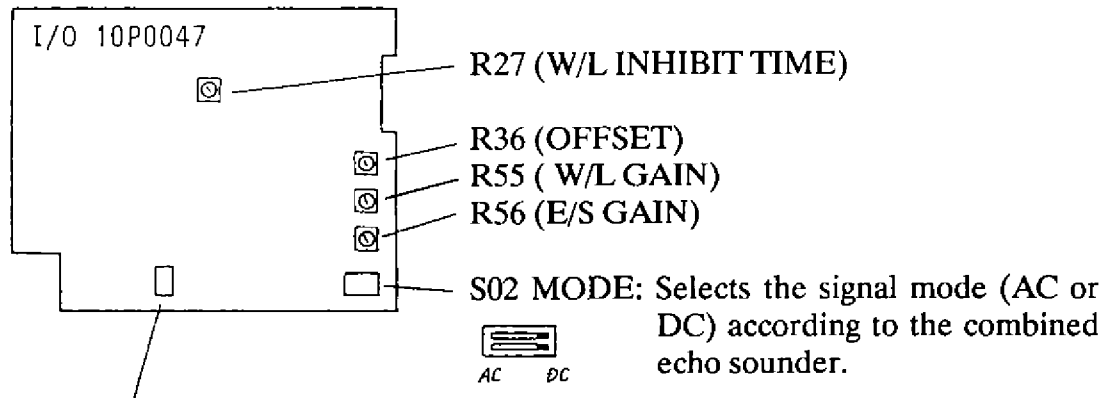 I/O 10P0047
R27 (W/L INHIBIT TIME)
R36 (OFFSET)
R55 ( W/L GAIN)
R56 (E/S GAIN)
S02 MODE: Selects the signal mode (AC or
DC) according to the combined
echo sounder.
AC DC